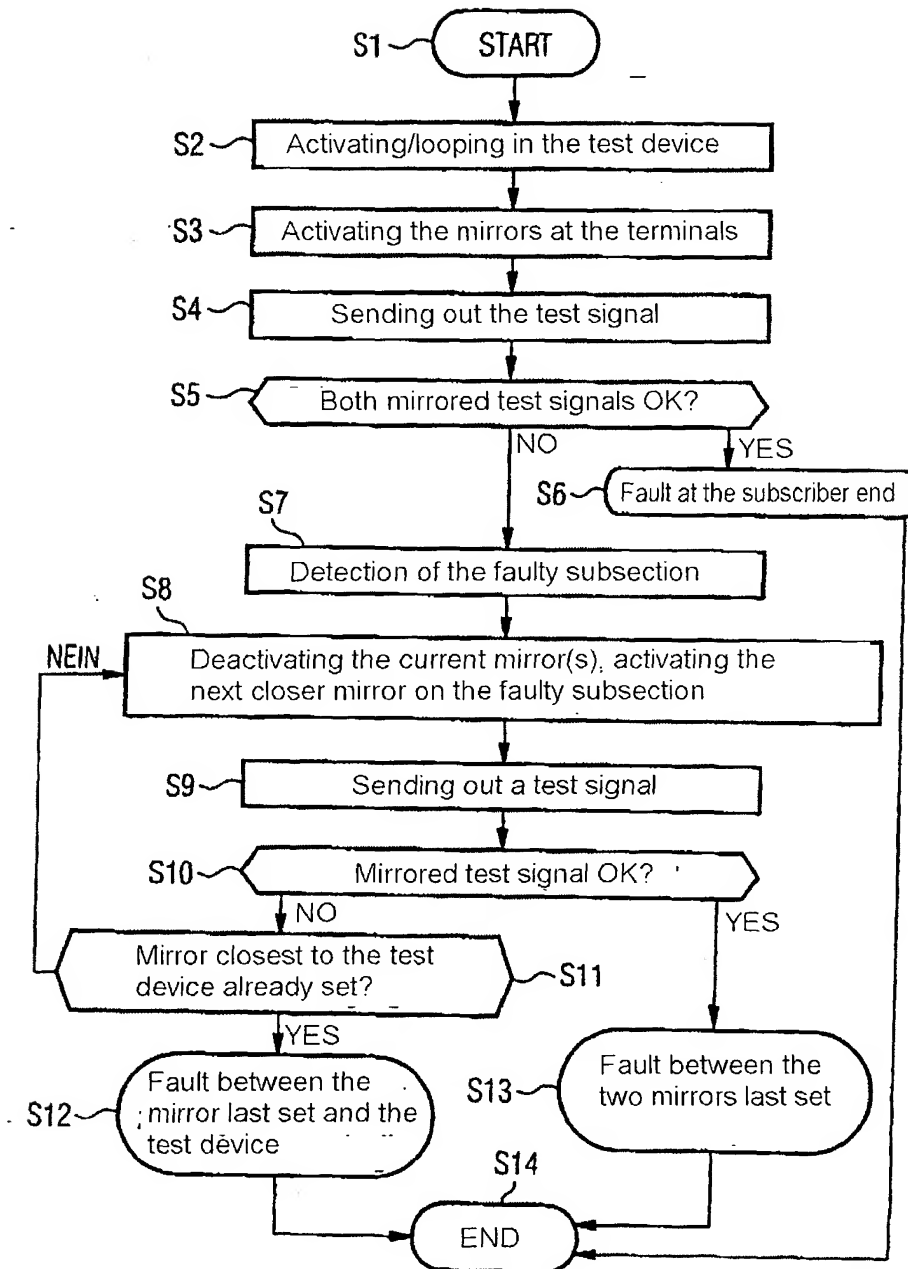 S1
START
S2
Activating/looping in the test device
S3
Activating the mirrors at the terminals
S4
Sending out the test signal
S5
Both mirrored test signals OK?
NO
YES
S6
Fault at the subscriber end
S7
Detection of the faulty subsection
S8
NEIN
Deactivating the current mirror(s), activating the
next closer mirror on the faulty subsection
S9
Sending out a test signal
S10
Mirrored test signal OK?
NO
YES
Mirror closest to the test
device already set?
S11
YES
S12
Fault between the
mirror last set and the
test device
S13
Fault between the
two mirrors last set
S14
END